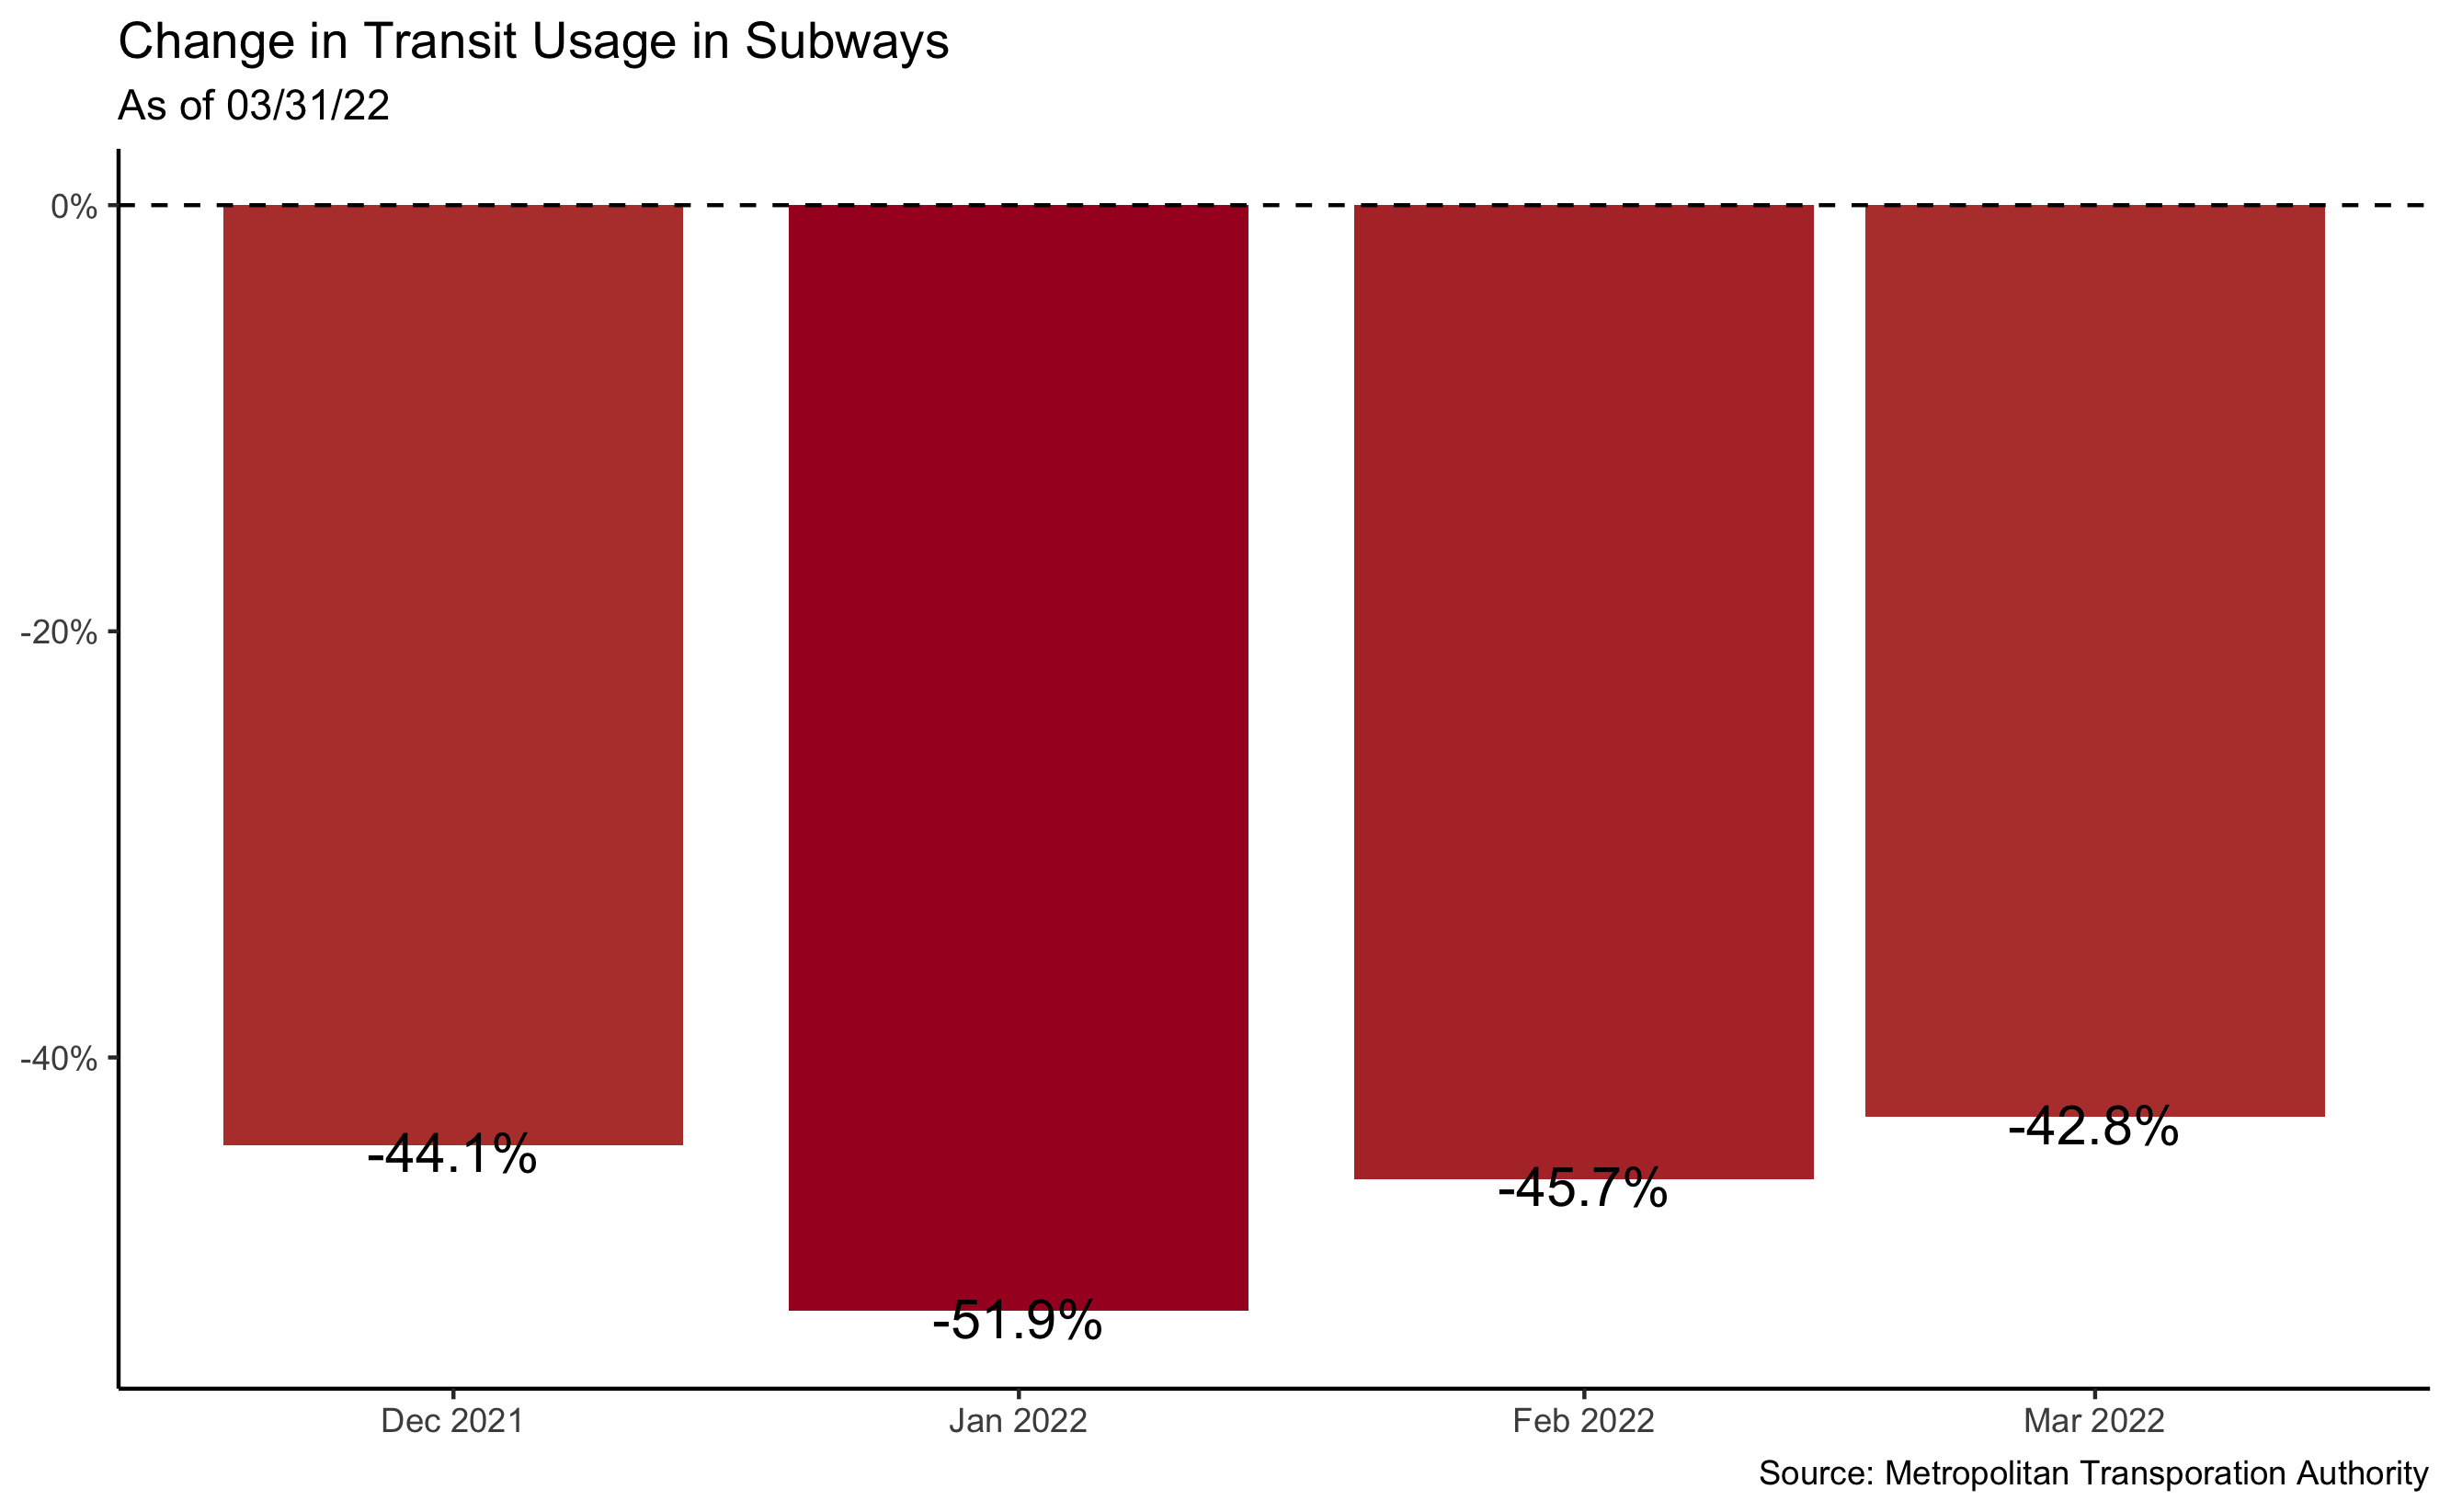 Change in Transit Usage in Subways
As of 03/31/22
0%
-20%
-40%
-44.1%
-51.9%
-45.7%
-42.8%
Dec 2021
Jan 2022
Feb 2022
Mar 2022
Source: Metropolitan Transporation Authority